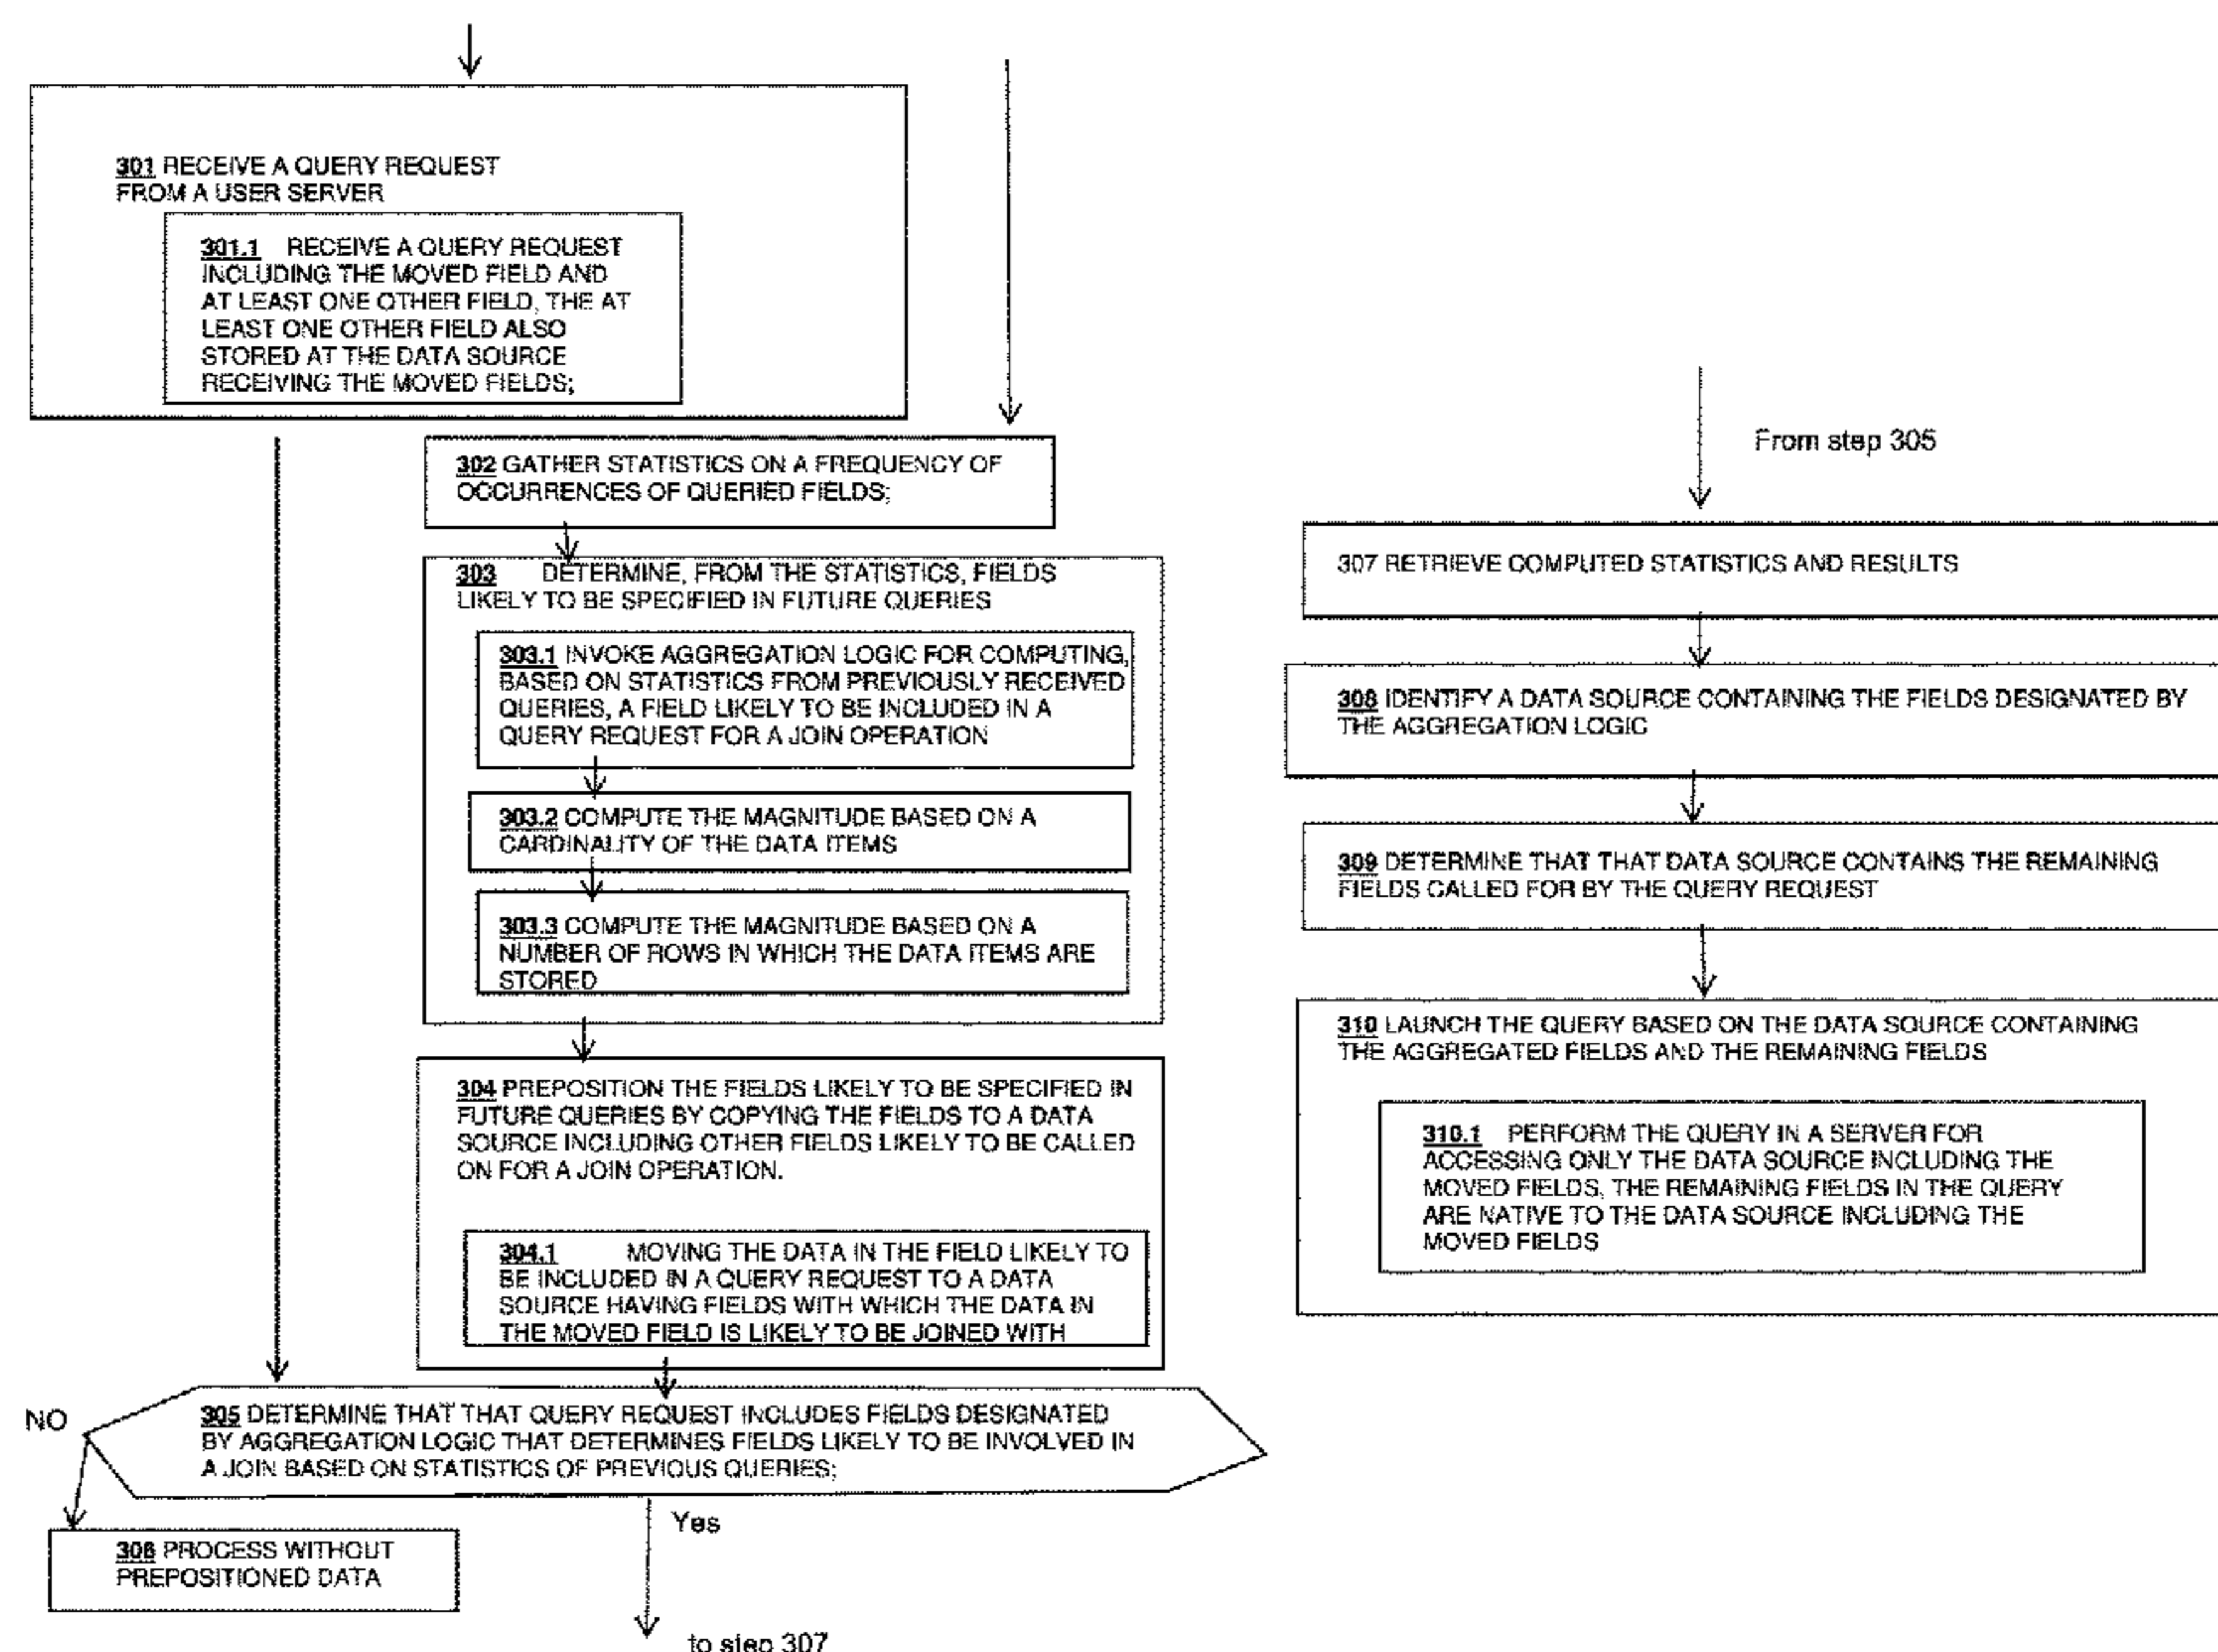 301 RECEIVE A QUERY REQUEST
FROM A USER SERVER
301.1 RECEIVE A QUERY REQUEST
INCLUDING THE MOVED FIELD AND
AT LEAST ONE OTHER FIELD, THE AT
LEAST ONE OTHER FIELD ALSO
STORED AT THE DATA SOURCE
RECEIVING THE MOVED FIELDS;
302 GATHER STATISTICS ON A FREQUENCY OF
OCCURRENCES OF QUERIED FIELDS;
303 DETERMINE, FROM THE STATISTICS, FIELDS
LIKELY TO BE SPECIFIED IN FUTURE QUERIES
303.1 INVOKE AGGREGATION LOGIC FOR COMPUTING,
BASED ON STATISTICS FROM PREVIOUSLY RECEIVED
QUERIES, A FIELD LIKELY TO BE INCLUDED IN A
QUERY REQUEST FOR A JOIN OPERATION
303.2 COMPUTE THE MAGNITUDE BASED ON A
CARDINALITY OF THE DATA ITEMS
303.3 COMPUTE THE MAGNITUDE BASED ON A
NUMBER OF ROWS IN WHICH THE DATA ITEMS ARE
STORED
304 PREPOSITION THE FIELDS LIKELY TO BE SPECIFIED IN
FUTURE QUERIES BY COPYING THE FIELDS TO A DATA
SOURCE INCLUDING OTHER FIELDS LIKELY TO BE CALLED
ON FOR A JOIN OPERATION.
304.1 MOVING THE DATA IN THE FIELD LIKELY TO
BE INCLUDED IN A QUERY REQUEST TO A DATA
SOURCE HAVING FIELDS WITH WHICH THE DATA IN
THE MOVED FIELD IS LIKELY TO BE JOINED WITH
NO
305 DETERMINE THAT THAT QUERY REQUEST INCLUDES FIELDS DESIGNATED
BY AGGREGATION LOGIC THAT DETERMINES FIELDS LIKELY TO BE INVOLVED IN
A JOIN BASED ON STATISTICS OF PREVIOUS QUERIES;
Yes
306 PROCESS WITHOUT
PREPOSITIONED DATA
to step 307
From step 305
307 RETRIEVE COMPUTED STATISTICS AND RESULTS
308 IDENTIFY A DATA SOURCE CONTAINING THE FIELDS DESIGNATED BY
THE AGGREGATION LOGIC
309 DETERMINE THAT THAT DATA SOURCE CONTAINS THE REMAINING
FIELDS CALLED FOR BY THE QUERY REQUEST
310 LAUNCH THE QUERY BASED ON THE DATA SOURCE CONTAINING
THE AGGREGATED FIELDS AND THE REMAINING FIELDS
310.1 PERFORM THE QUERY IN A SERVER FOR
ACCESSING ONLY THE DATA SOURCE INCLUDING THE
MOVED FIELDS, THE REMAINING FIELDS IN THE QUERY
ARE NATIVE TO THE DATA SOURCE INCLUDING THE
MOVED FIELDS